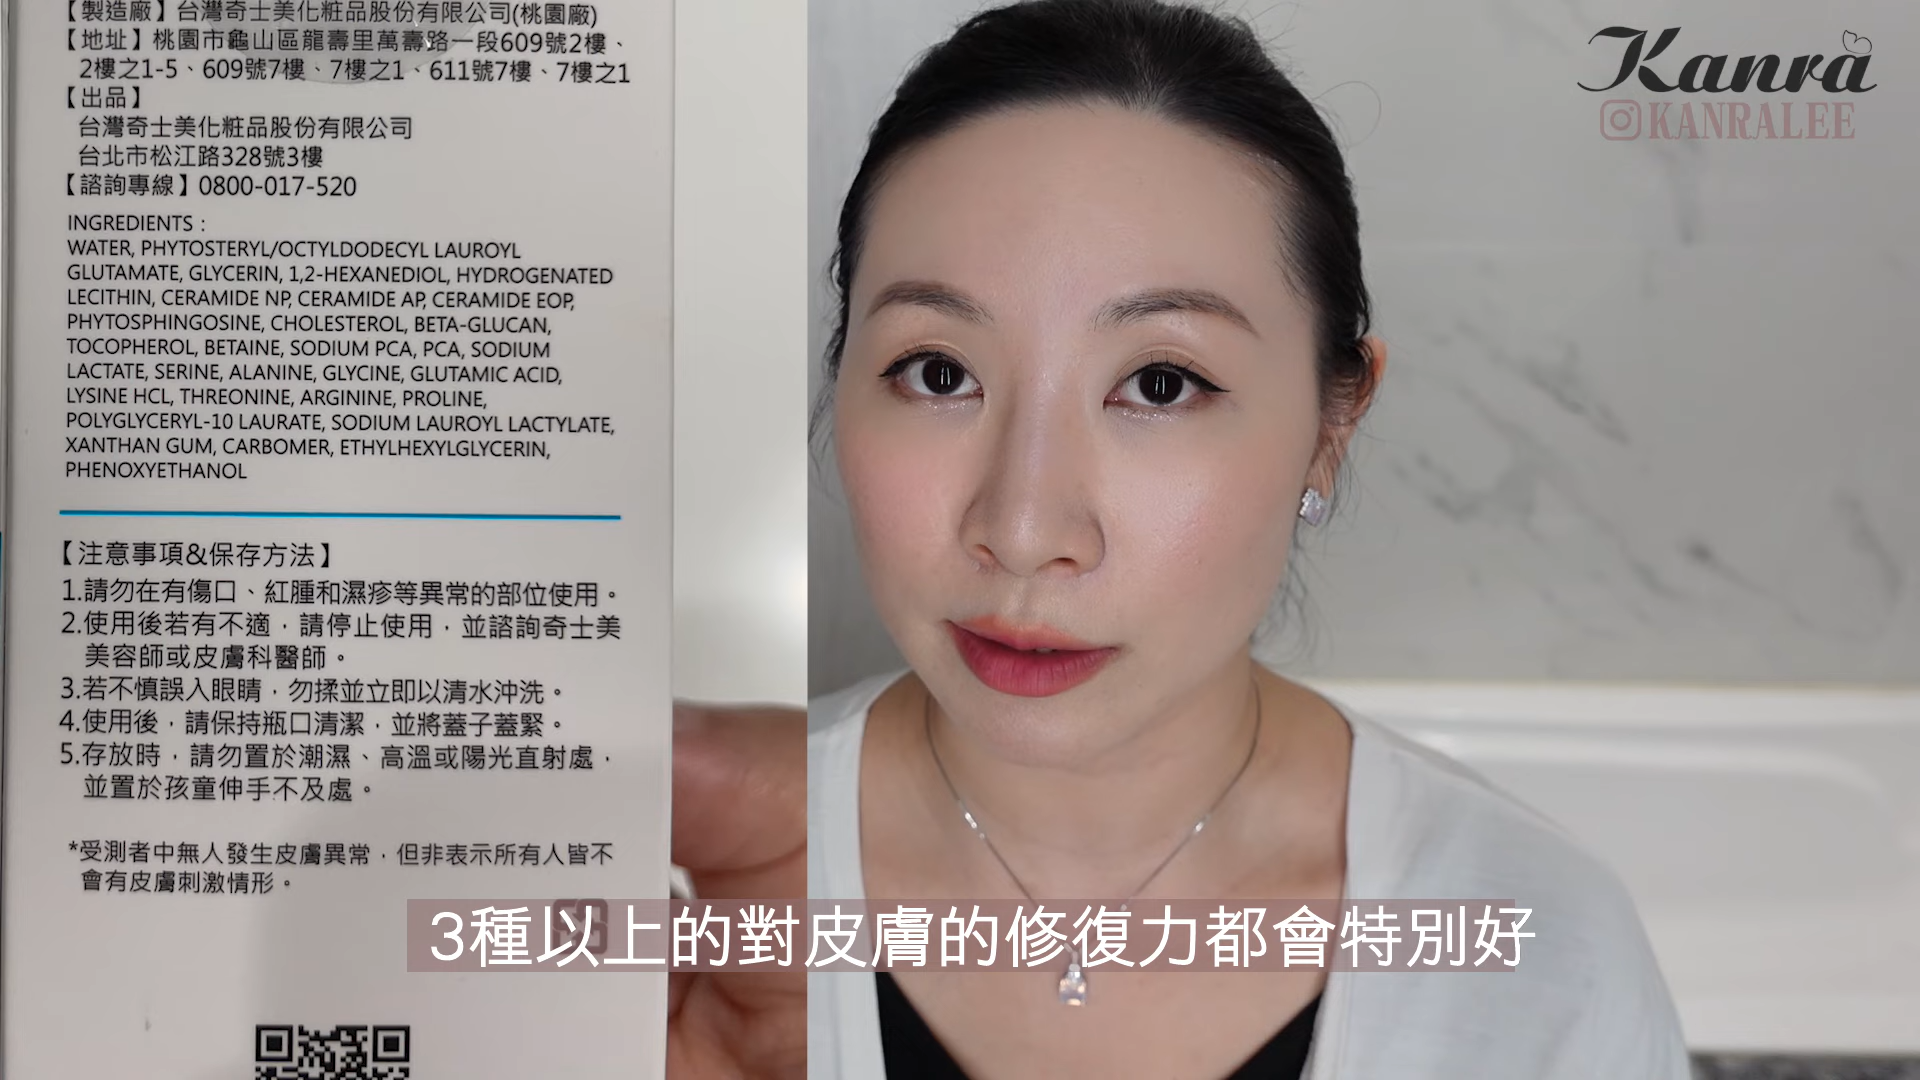 【製造廠】台灣奇士美化粧品股份有限公司(桃園廠)
【地址】桃園市龜山區龍壽里萬壽路一段609號2樓、
2樓之1-5、609號7樓、7樓之1、611號7樓、7樓之1
【出品】
台灣奇士美化粧品股份有限公司
台北市松江路328號3樓
【諮詢專線】0800-017-520
INGREDIENTS :
WATER, PHYTOSTERYL/OCTYLDODECYL LAUROYL
GLUTAMATE, GLYCERIN, 1,2-HEXANEDIOL, HYDROGENATED
LECITHIN, CERAMIDE NP, CERAMIDE AP, CERAMIDE EOP,
PHYTOSPHINGOSINE, CHOLESTEROL, BETA-GLUCAN,
TOCOPHEROL, BETAINE, SODIUM PCA, PCA, SODIUM
LACTATE, SERINE, ALANINE, GLYCINE, GLUTAMIC ACID,
LYSINE HCL, THREONINE, ARGININE, PROLINE,
POLYGLYCERYL-10 LAURATE, SODIUM LAUROYL LACTYLATE,
XANTHAN GUM, CARBOMER, ETHYLHEXYLGLYCERIN,
PHENOXYETHANOL
【注意事項&保存方法】
1.請勿在有傷口、紅腫和濕疹等異常的部位使用。
2.使用後若有不適，請停止使用，並諮詢奇士美
美容師或皮膚科醫師。
3.若不慎誤入眼睛，勿揉並立即以清水沖洗。
4.使用後，請保持瓶口清潔，並將蓋子蓋緊。
5.存放時，請勿置於潮濕、高溫或陽光直射處，
並置於孩童伸手不及處。
*受測者中無人發生皮膚異常，但非表示所有人皆不
會有皮膚刺激情形。
Kanra
KANRALEE
3種以上的對皮膚的修復力都會特別好